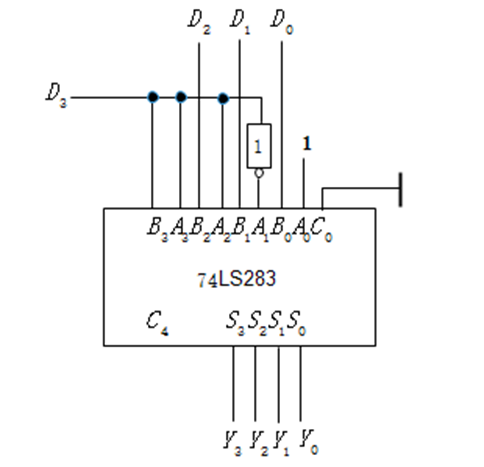 D₂ D₁ D₀
D₃
1
1
B₃A₃B₂A₂B₁A₁B₀A₀C₀
74LS283
C₄ S₃S₂S₁S₀
Y₃ Y₂ Y₁ Y₀